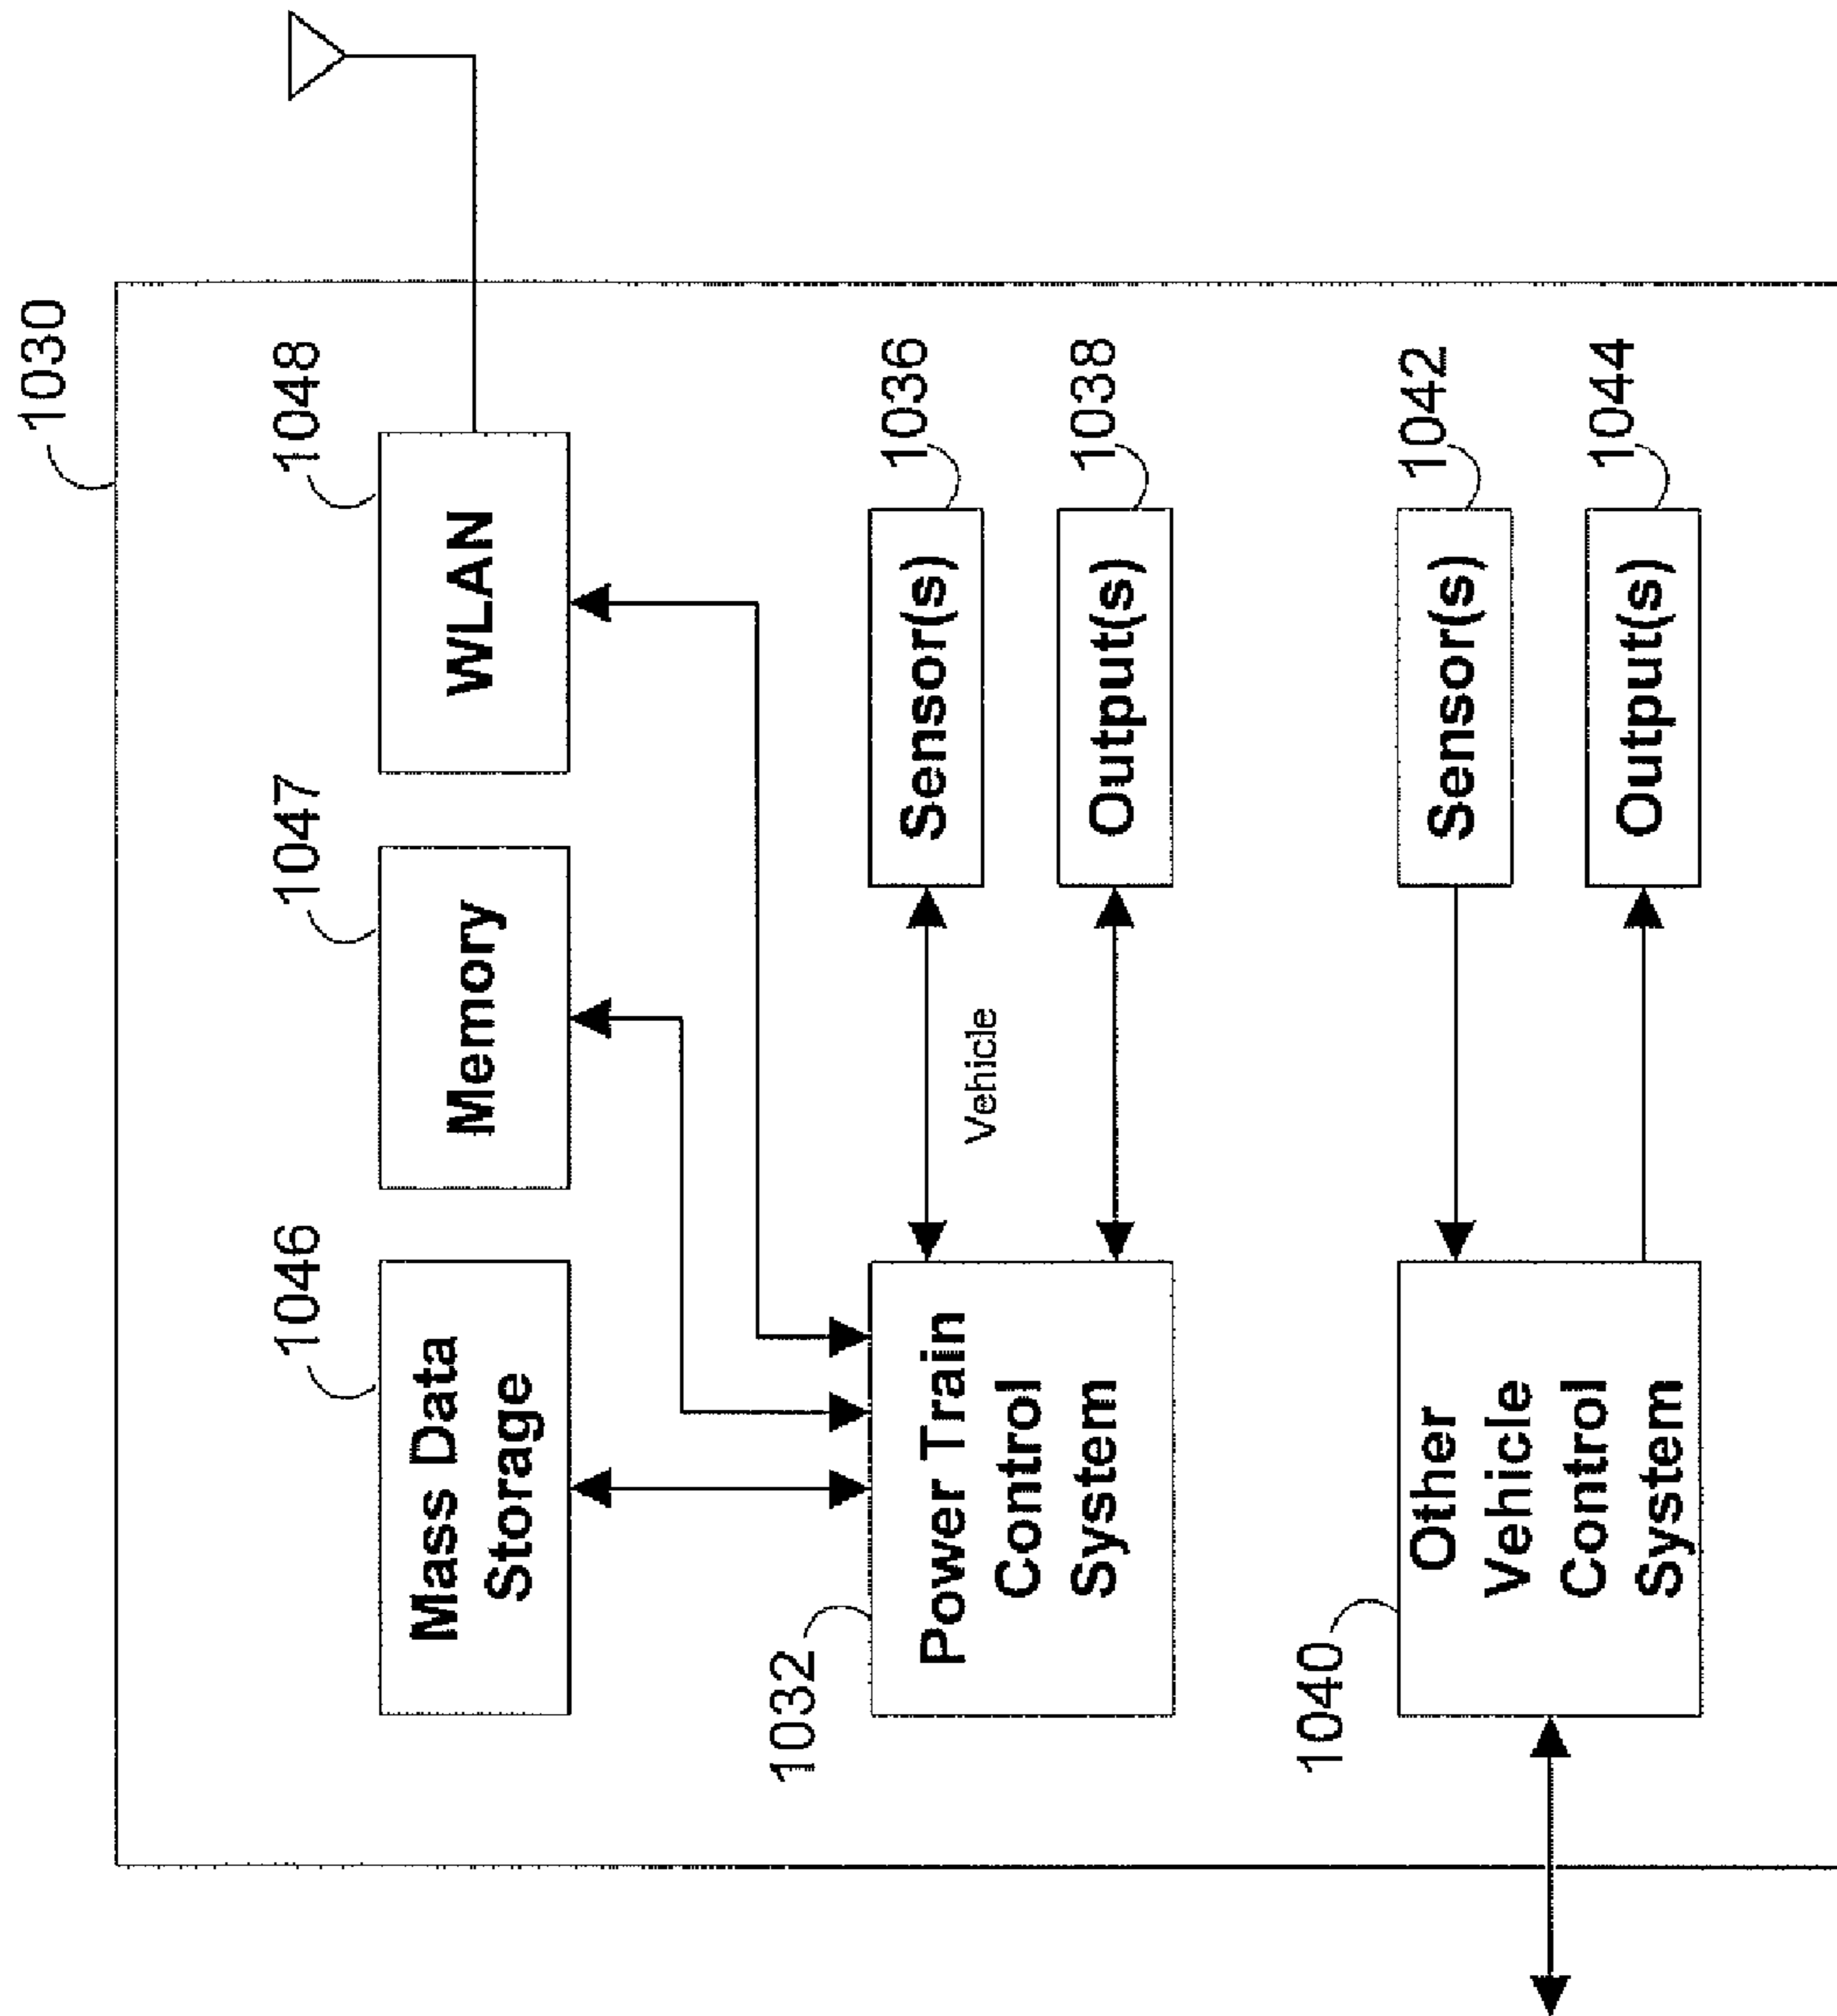 1030
1046
1047
1048
Mass Data
Storage
Memory
WLAN
1032
Power Train
Control
System
Vehicle
Sensor(s)
1036
Output(s)
1038
1040
Other
Vehicle
Control
System
Sensor(s)
1042
Output(s)
1044